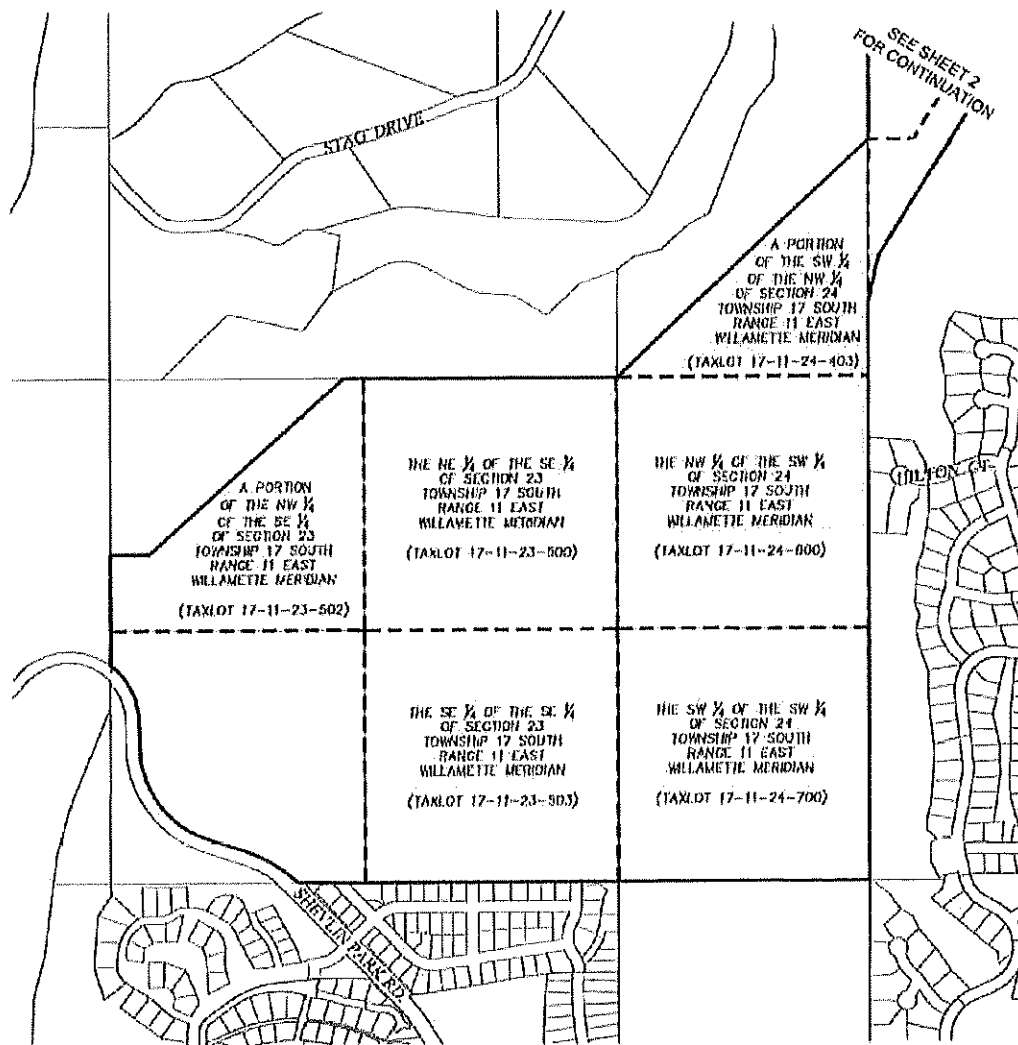 SEE SHEET 2
FOR CONTINUATION
STAG DRIVE
A PORTION
OF THE SW ¼
OF THE NW ¼
OF SECTION 24
TOWNSHIP 17 SOUTH
RANGE 11 EAST
WILLAMETTE MERIDIAN
(TAXLOT 17-11-24-403)
A PORTION
OF THE NW ¼
OF THE SE ¼
OF SECTION 23
TOWNSHIP 17 SOUTH
RANGE 11 EAST
WILLAMETTE MERIDIAN
(TAXLOT 17-11-23-502)
THE NE ¼ OF THE SE ¼
OF SECTION 23
TOWNSHIP 17 SOUTH
RANGE 11 EAST
WILLAMETTE MERIDIAN
(TAXLOT
THE NW ¼ OF THE SW ¼
OF SECTION 24
TOWNSHIP 17 SOUTH
RANGE 11 EAST
WILLAMETTE MERIDIAN
(TAXLOT
HILTON CT.
THE SE ¼ OF THE SE ¼
OF SECTION 23
TOWNSHIP 17 SOUTH
RANGE 11 EAST
WILLAMETTE MERIDIAN
(TAXLOT 17-11-23-503)
THE SW ¼ OF THE SW ¼
OF SECTION 24
TOWNSHIP 17 SOUTH
RANGE 11 EAST
WILLAMETTE MERIDIAN
(TAXLOT 17-11-24-700)
SHEVLIN PARK RD